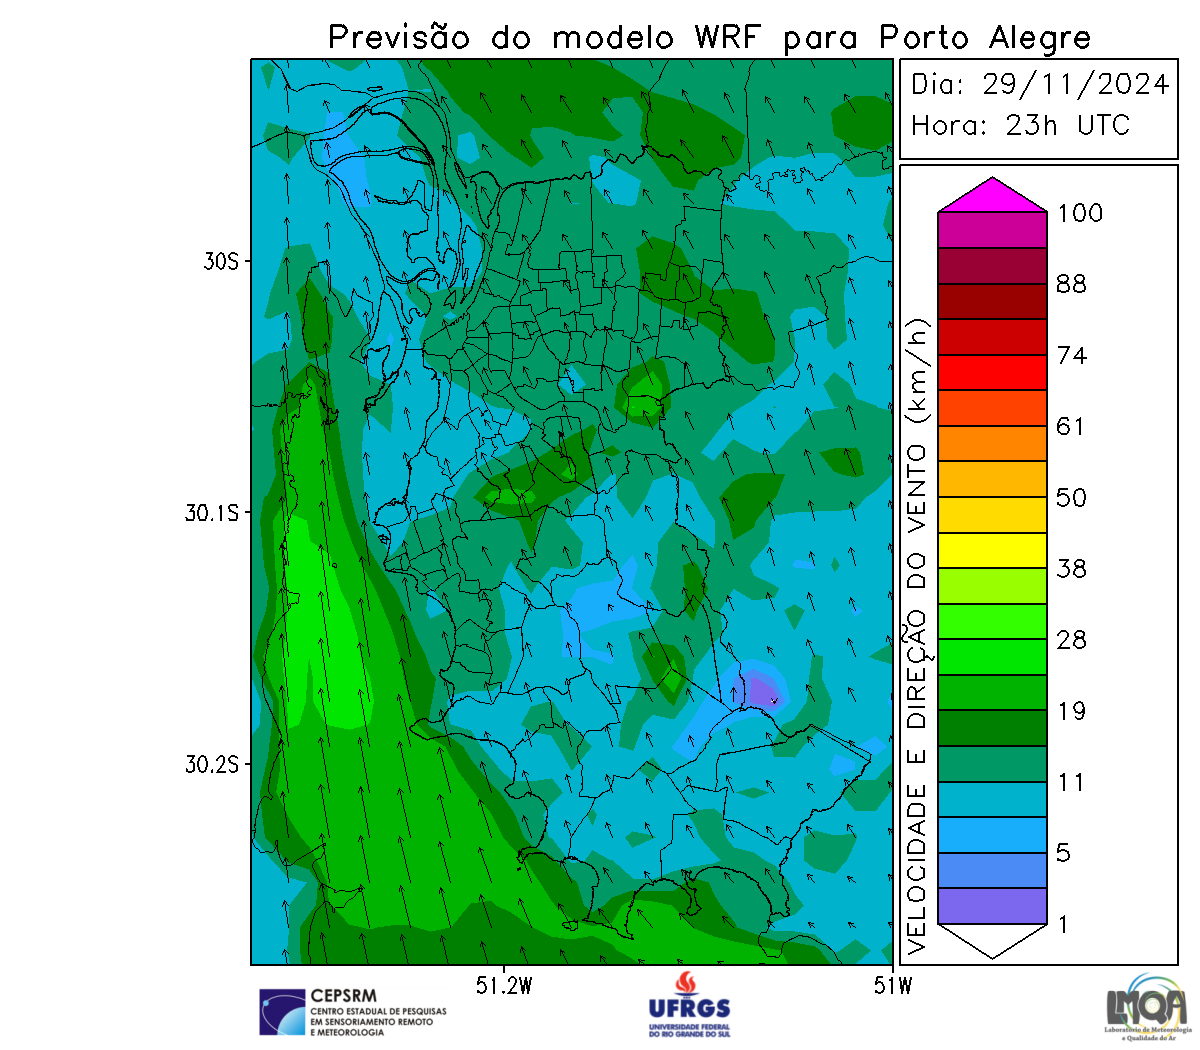 Previsão do modelo WRF para Porto Alegre
Dia: 29/11/2024
Hora: 23h UTC
100
88
74
61
50
38
28
19
11
5
1
VELOCIDADE E DIREÇÃO DO VENTO (km/h)
30S
30.1S
30.2S
51.2W
51W
CEPSRM
CENTRO ESTADUAL DE PESQUISAS
EM SENSORIAMENTO REMOTO
E METEOROLOGIA
UFRGS
UNIVERSIDADE FEDERAL
DO RIO GRANDE DO SUL
LMQA
Laboratório de Meteorologia
e Qualidade do Ar